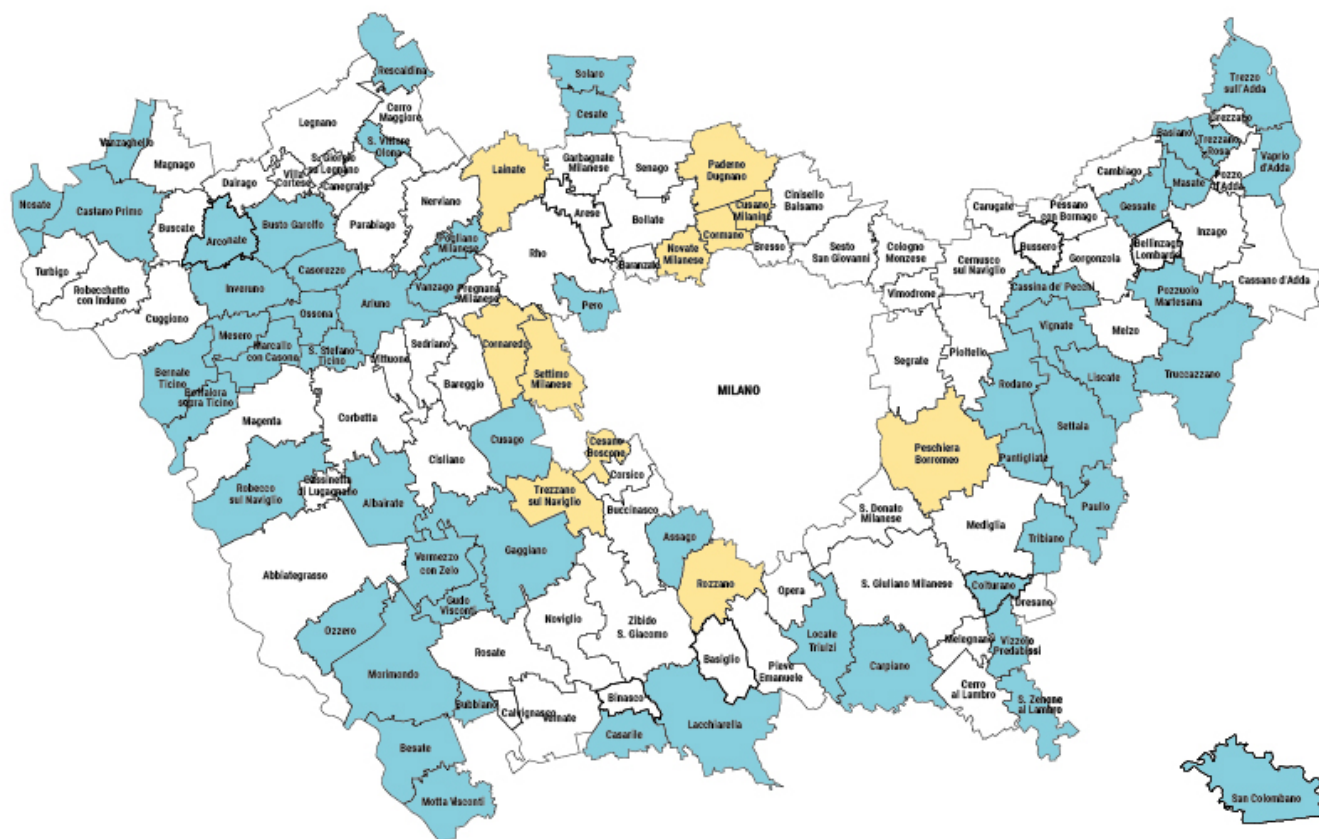 Rescaldina
Solaro
Cesate
Trezzo
sull'Adda
Legnano
Cerro
Maggiore
S. Vittore
Olona
Vanzaghello
Magnago
Dairago
Villa
Cortese
S. Giorgio
su Legnano
Canegrate
Lainate
Garbagnate
Milanese
Senago
Paderno
Dugnano
Cinisello
Balsamo
Cambiago
Basiano
Grezzago
Trezzano
Rosa
Masate
Pozzo
d'Adda
Vaprio
d'Adda
Nosate
Castano Primo
Buscate
Arconate
Busto Garolfo
Parabiago
Nerviano
Pogliano
Milanese
Arese
Bollate
Cusano
Milanino
Cormano
Novate
Milanese
Bresso
Sesto
San Giovanni
Cologno
Monzese
Carugate
Pessano
con Bornago
Gessate
Bussero
Gorgonzola
Bellinzago
Lombardo
Inzago
Cassano d'Adda
Turbigo
Robecchetto
con Induno
Cuggiono
Inveruno
Casorezzo
Ossona
Arluno
Vanzago
Pregnana
Milanese
Rho
Baranzate
Pero
Vimodrone
Cernusco
sul Naviglio
Cassina de' Pecchi
Pozzuolo
Martesana
Mesero
Marcallo
con Casone
S. Stefano
Ticino
Vittuone
Sedriano
Bareggio
Cornaredo
Settimo
Milanese
MILANO
Segrate
Pioltello
Vignate
Melzo
Liscate
Truccazzano
Bernate
Ticino
Boffalora
sopra Ticino
Magenta
Corbetta
Cisliano
Cusago
Cesano
Boscone
Corsico
Rodano
Settala
Peschiera
Borromeo
Pantigliate
Robecco
sul Naviglio
Cassinetta
di Lugagnano
Albairate
Trezzano
sul Naviglio
Buccinasco
Assago
S. Donato
Milanese
Mediglia
Paullo
Tribiano
Abbiategrasso
Vermezzo
con Zelo
Gaggiano
Gudo
Visconti
Rozzano
Opera
S. Giuliano Milanese
Colturano
Dresano
Ozzero
Morimondo
Rosate
Noviglio
Zibido
S. Giacomo
Basiglio
Pieve
Emanuele
Locate
Triulzi
Carpiano
Melegnano
Vizzolo
Predabissi
Cerro
al Lambro
S. Zenone
al Lambro
Bubbiano
Calvignasco
Vernate
Binasco
Casarile
Lacchiarella
Besate
Motta Visconti
San Colombano